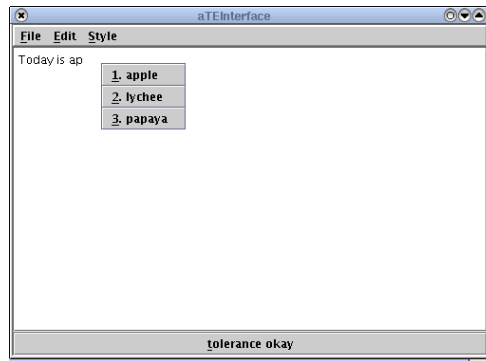 aTEInterface
File Edit Style
Today is ap
1. apple
2. lychee
3. papaya
tolerance okay